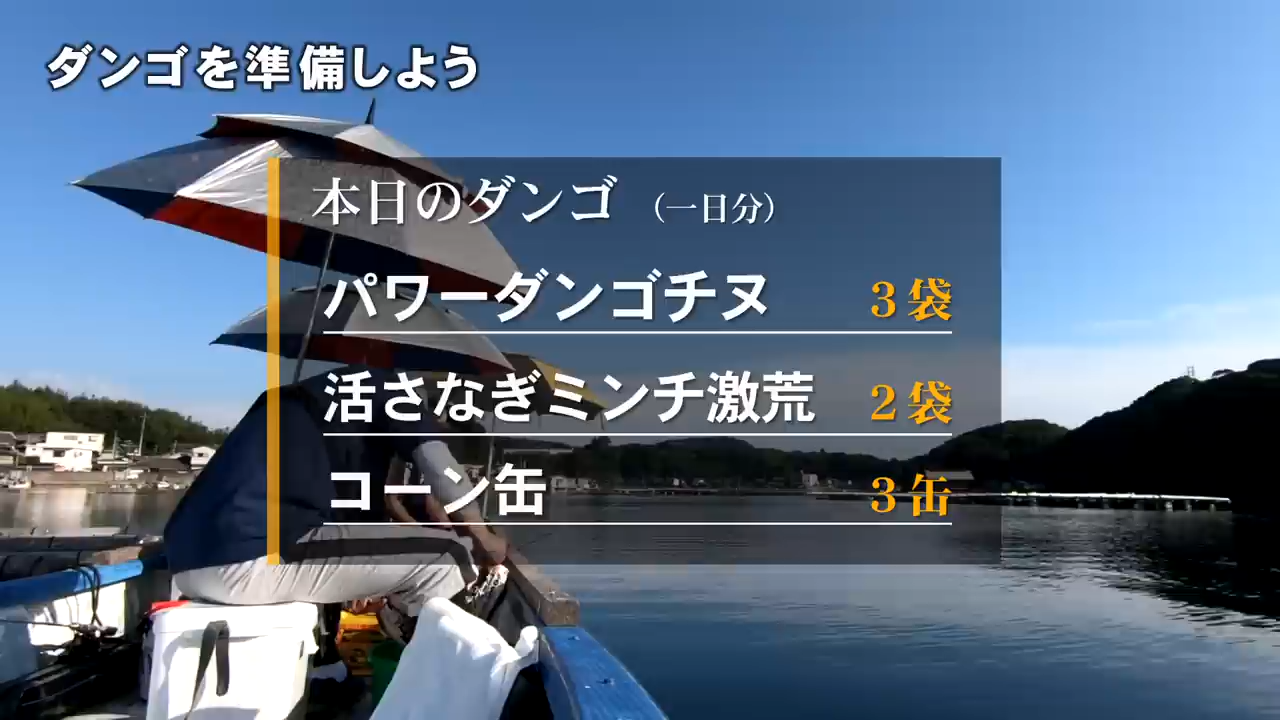 ダンゴを準備しよう
本日のダンゴ （一日分）
パワーダンゴチヌ ３袋
活さなぎミンチ激荒 ２袋
コーン缶 ３缶